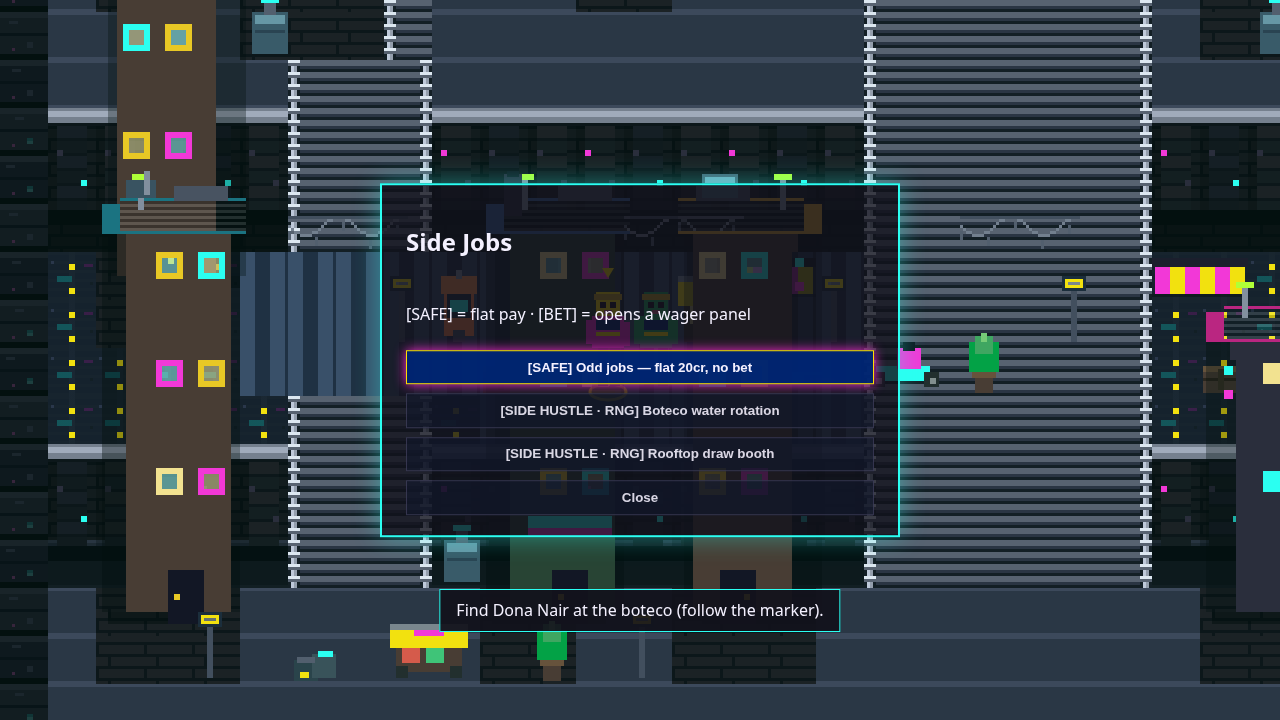 Side Jobs
[SAFE] = flat pay · [BET] = opens a wager panel
[SAFE] Odd jobs — flat 20cr, no bet
[SIDE HUSTLE · RNG] Boteco water rotation
[SIDE HUSTLE · RNG] Rooftop draw booth
Close
Find Dona Nair at the boteco (follow the marker).